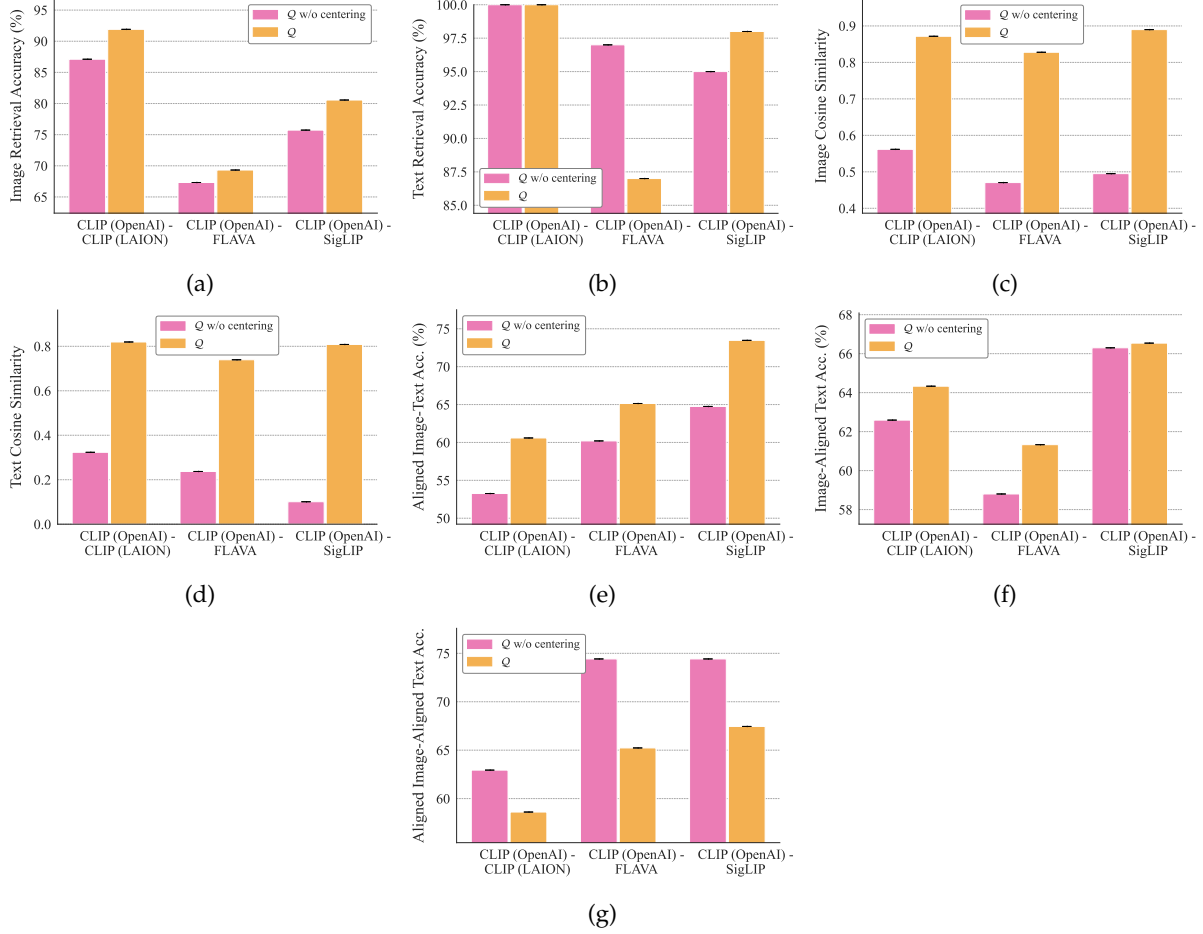 Image Retrieval Accuracy (%)
95
90
85
80
75
70
65
Q w/o centering
Q
CLIP (OpenAI) - CLIP (OpenAI) - CLIP (OpenAI) -
CLIP (LAION) FLAVA SigLIP
(a)
Text Retrieval Accuracy (%)
100.0
97.5
95.0
92.5
90.0
87.5
85.0
Q w/o centering
Q
CLIP (OpenAI) - CLIP (OpenAI) - CLIP (OpenAI) -
CLIP (LAION) FLAVA SigLIP
(b)
Image Cosine Similarity
0.9
0.8
0.7
0.6
0.5
0.4
Q w/o centering
Q
CLIP (OpenAI) - CLIP (OpenAI) - CLIP (OpenAI) -
CLIP (LAION) FLAVA SigLIP
(c)
Text Cosine Similarity
0.8
0.6
0.4
0.2
0.0
Q w/o centering
Q
CLIP (OpenAI) - CLIP (OpenAI) - CLIP (OpenAI) -
CLIP (LAION) FLAVA SigLIP
(d)
Aligned Image-Text Acc. (%)
75
70
65
60
55
50
Q w/o centering
Q
CLIP (OpenAI) - CLIP (OpenAI) - CLIP (OpenAI) -
CLIP (LAION) FLAVA SigLIP
(e)
Image-Aligned Text Acc. (%)
68
66
64
62
60
58
Q w/o centering
Q
CLIP (OpenAI) - CLIP (OpenAI) - CLIP (OpenAI) -
CLIP (LAION) FLAVA SigLIP
(f)
Aligned Image-Aligned Text Acc.
75
70
65
60
Q w/o centering
Q
CLIP (OpenAI) - CLIP (OpenAI) - CLIP (OpenAI) -
CLIP (LAION) FLAVA SigLIP
(g)